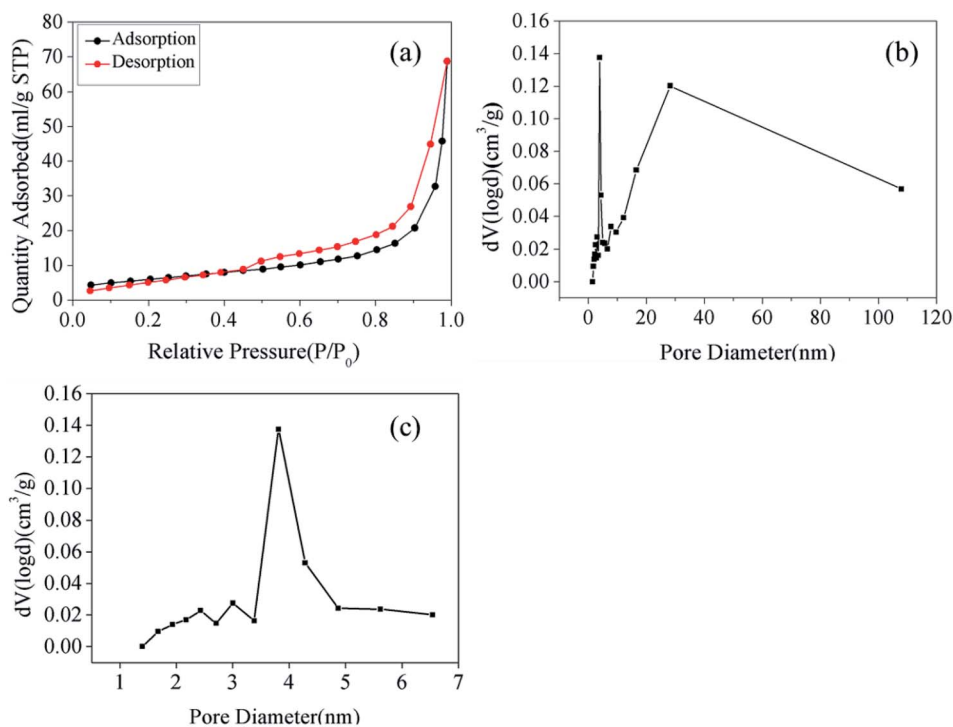 (a)
Adsorption
Desorption
Quantity Adsorbed(ml/g STP)
80
70
60
50
40
30
20
10
0
0.0 0.2 0.4 0.6 0.8 1.0
Relative Pressure(P/P₀)
(b)
dV(logd)(cm³/g)
0.16
0.14
0.12
0.10
0.08
0.06
0.04
0.02
0.00
0 20 40 60 80 100 120
Pore Diameter(nm)
(c)
dV(logd)(cm³/g)
0.16
0.14
0.12
0.10
0.08
0.06
0.04
0.02
0.00
1 2 3 4 5 6 7
Pore Diameter(nm)